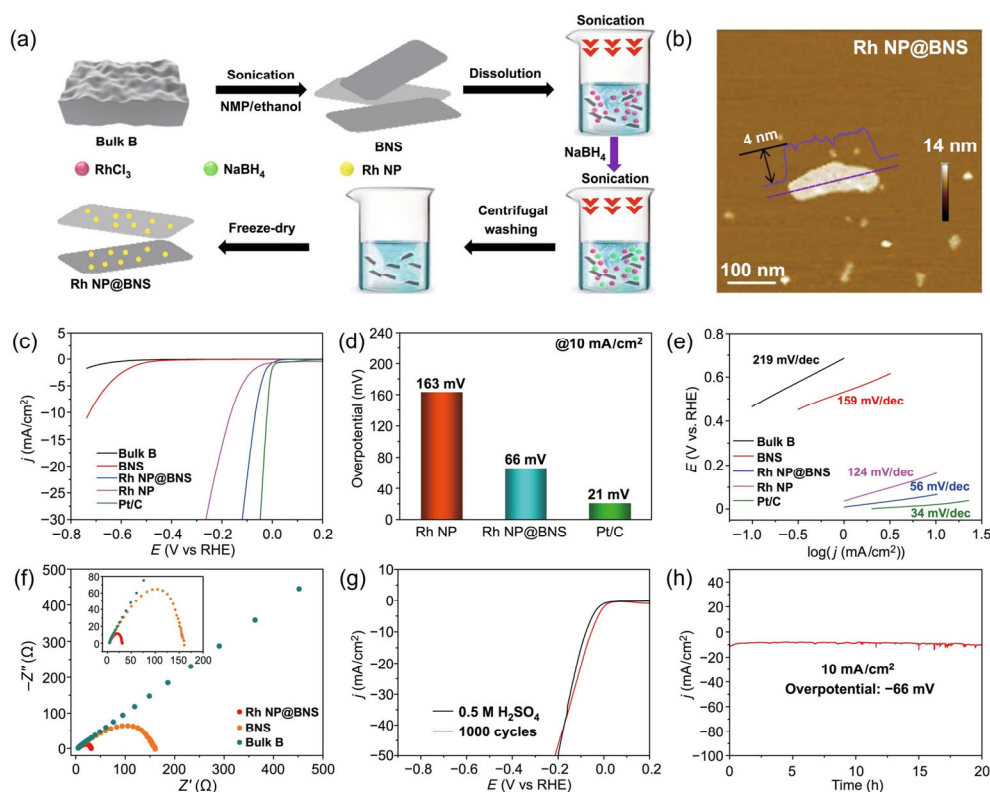 (a)
Sonication
NMP/ethanol
Dissolution
Sonication
Bulk B
BNS
NaBH₄
RhCl₃
NaBH₄
Rh NP
Sonication
Freeze-dry
Centrifugal
washing
Rh NP@BNS
(b)
Rh NP@BNS
4 nm
14 nm
100 nm
(c)
j (mA/cm²)
5
0
−5
−10
−15
−20
−25
−30
Bulk B
BNS
Rh NP@BNS
Rh NP
Pt/C
−0.8 −0.6 −0.4 −0.2 0.0 0.2
E (V vs RHE)
(d)
Overpotential (mV)
240
200
160
120
80
40
0
@10 mA/cm²
163 mV
66 mV
21 mV
Rh NP Rh NP@BNS Pt/C
(e)
E (V vs. RHE)
0.8
0.6
0.4
0.2
0
219 mV/dec
159 mV/dec
124 mV/dec
56 mV/dec
34 mV/dec
Bulk B
BNS
Rh NP@BNS
Rh NP
Pt/C
−1.0 −0.5 0 0.5 1.0 1.5
log(j (mA/cm²))
(f)
−Z″ (Ω)
500
400
300
200
100
0
80
60
40
20
0
0 50 100 150 200
Rh NP@BNS
BNS
Bulk B
0 100 200 300 400 500
Z′ (Ω)
(g)
j (mA/cm²)
10
0
−10
−20
−30
−40
−50
0.5 M H₂SO₄
1000 cycles
−0.6 −0.4 −0.2 0.0 0.2
E (V vs RHE)
(h)
j (mA/cm²)
40
20
0
−20
−40
−60
−80
−100
10 mA/cm²
Overpotential: −66 mV
0 5 10 15 20
Time (h)